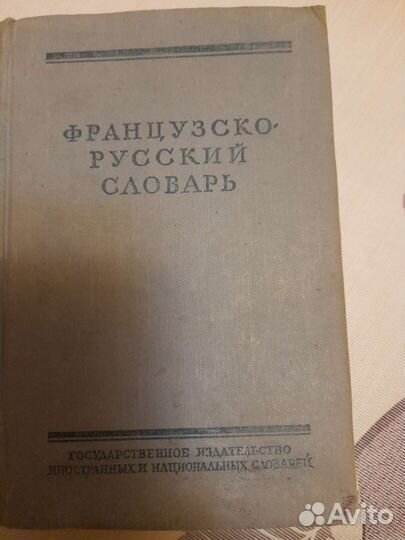 ФРАНЦУЗСКО-
РУССКИЙ
СЛОВАРЬ
ГОСУДАРСТВЕННОЕ ИЗДАТЕЛЬСТВО
ИНОСТРАННЫХ И НАЦИОНАЛЬНЫХ СЛОВАРЕЙ
Avito